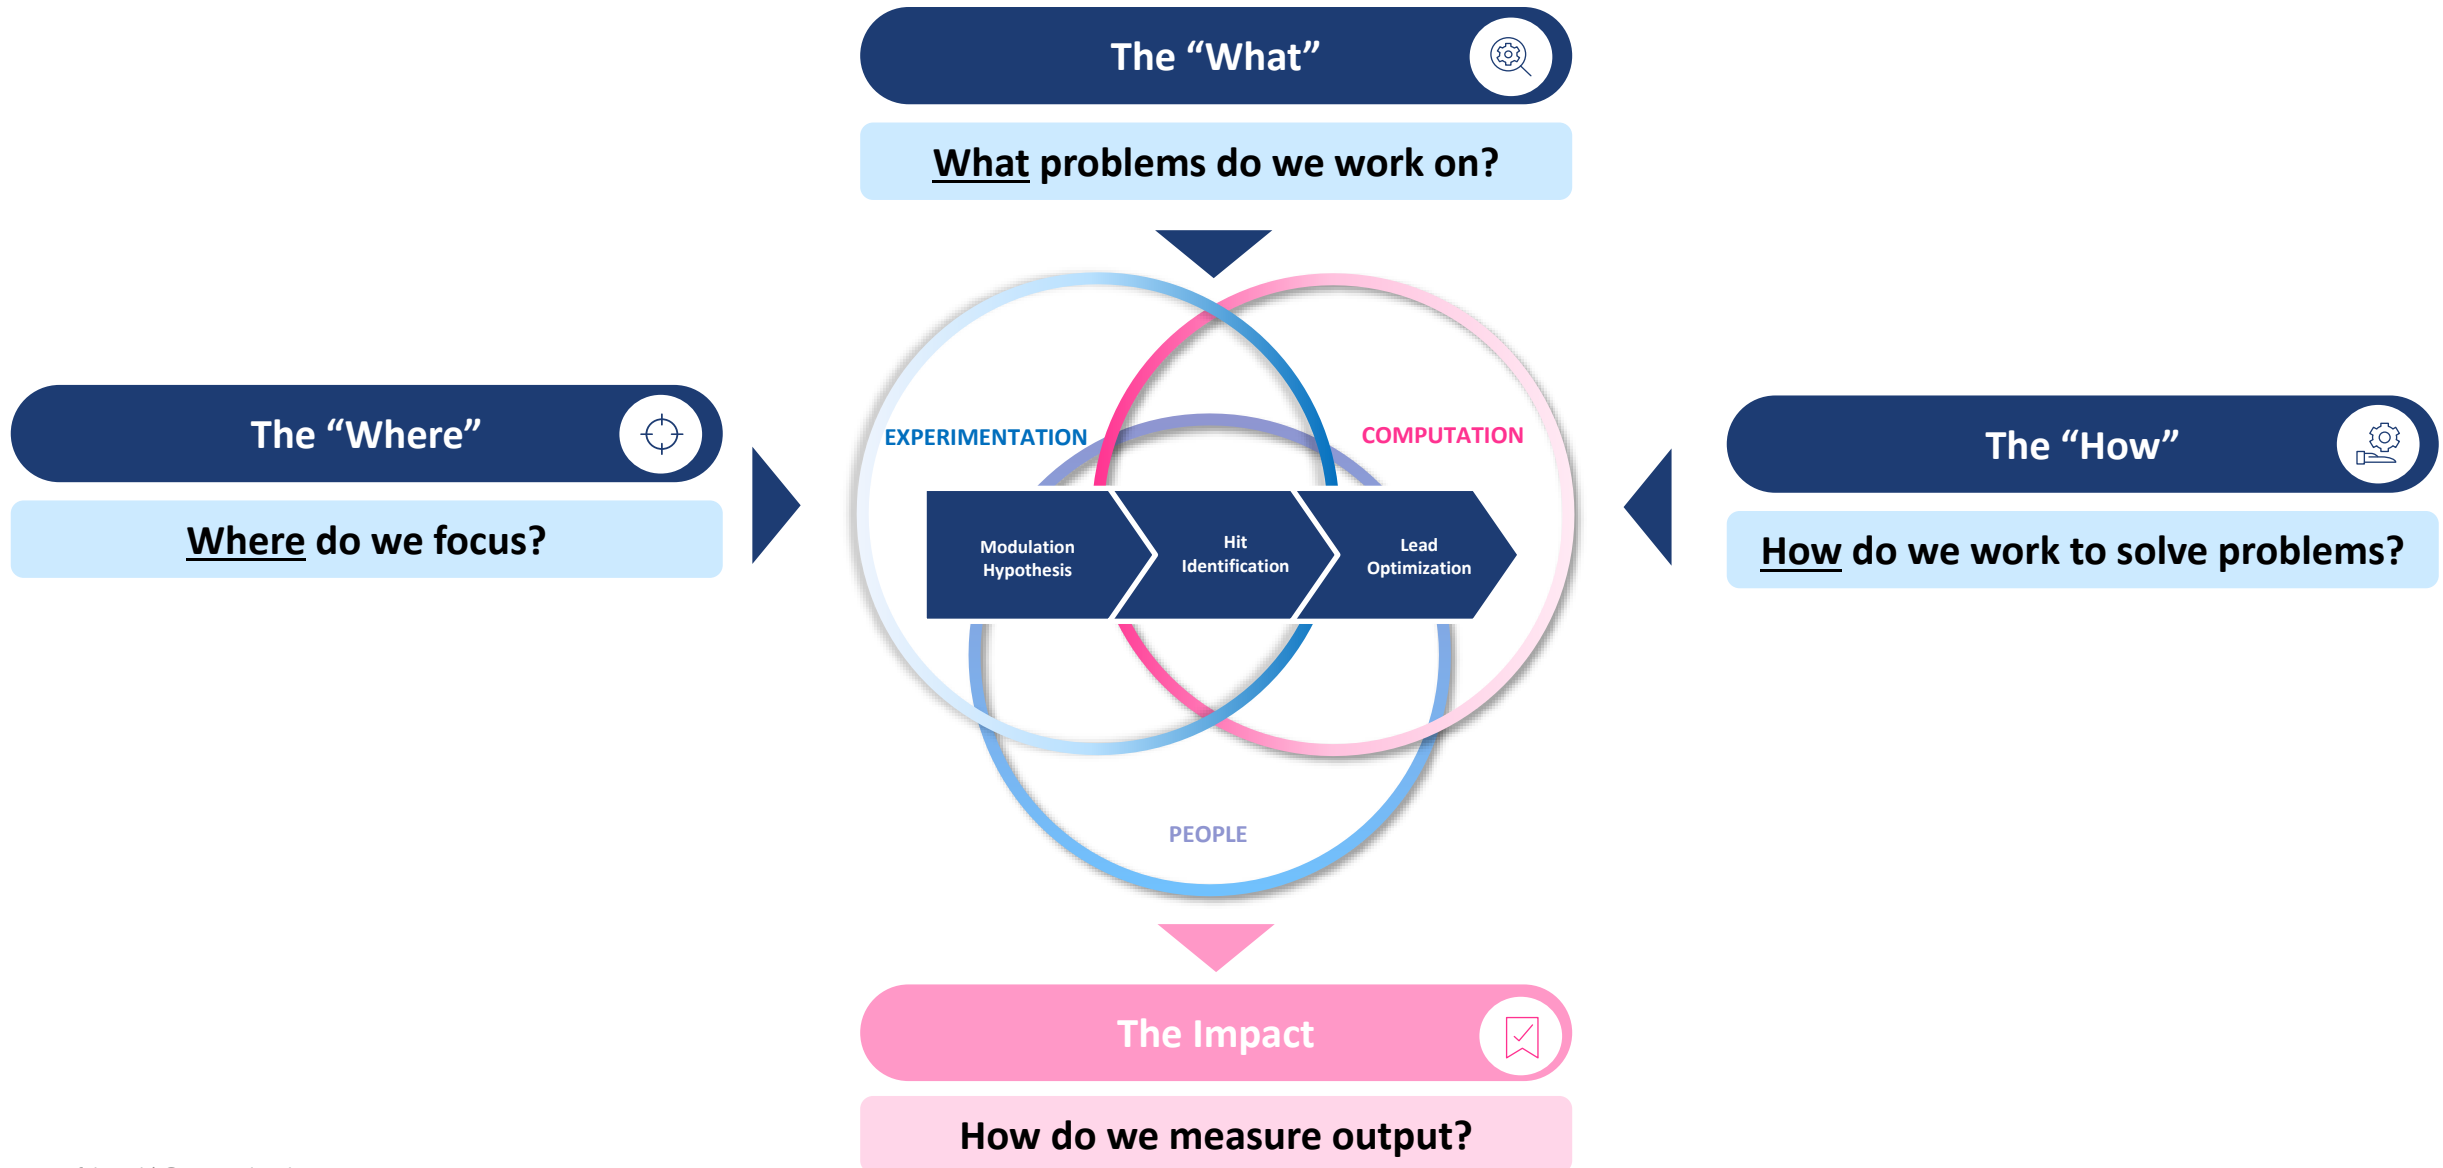 The “What”
What problems do we work on?
The “Where”
Where do we focus?
EXPERIMENTATION
COMPUTATION
Modulation
Hypothesis
Hit
Identification
Lead
Optimization
PEOPLE
The “How”
How do we work to solve problems?
The Impact
How do we measure output?